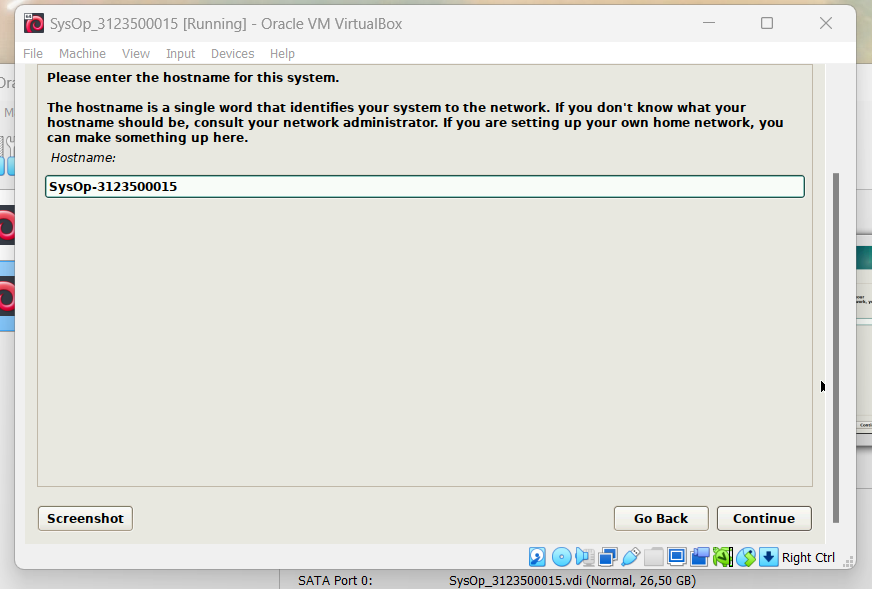 SysOp_3123500015 [Running] - Oracle VM VirtualBox
File Machine View Input Devices Help
Please enter the hostname for this system.
The hostname is a single word that identifies your system to the network. If you don't know what your
hostname should be, consult your network administrator. If you are setting up your own home network, you
can make something up here.
Hostname:
SysOp-3123500015
Screenshot Go Back Continue
Right Ctrl
SATA Port 0: SysOp_3123500015.vdi (Normal, 26,50 GB)